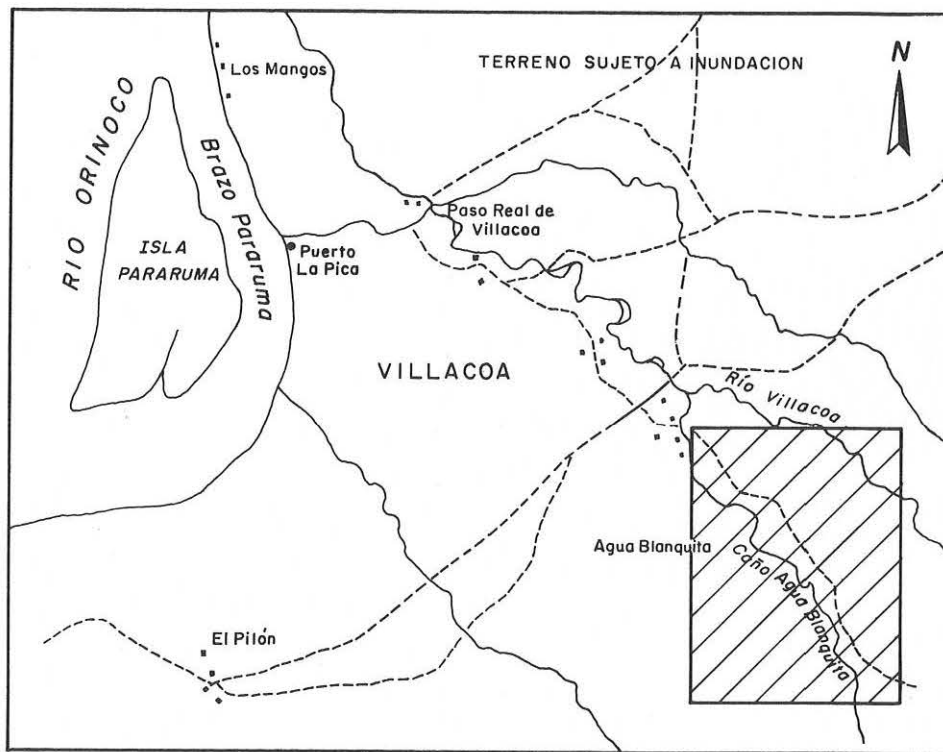 Los Mangos
TERRENO SUJETO A INUNDACION
N
RIO ORINOCO
Brazo Pararuma
Paso Real de
Villacoa
ISLA
PARARUMA
Puerto
La Pica
VILLACOA
Río Villacoa
Agua Blanquita
Caño Agua Blanquita
El Pilón